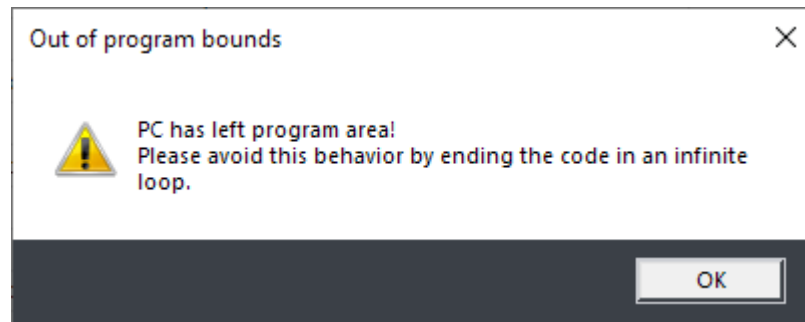 Out of program bounds
PC has left program area!
Please avoid this behavior by ending the code in an infinite
loop.
OK